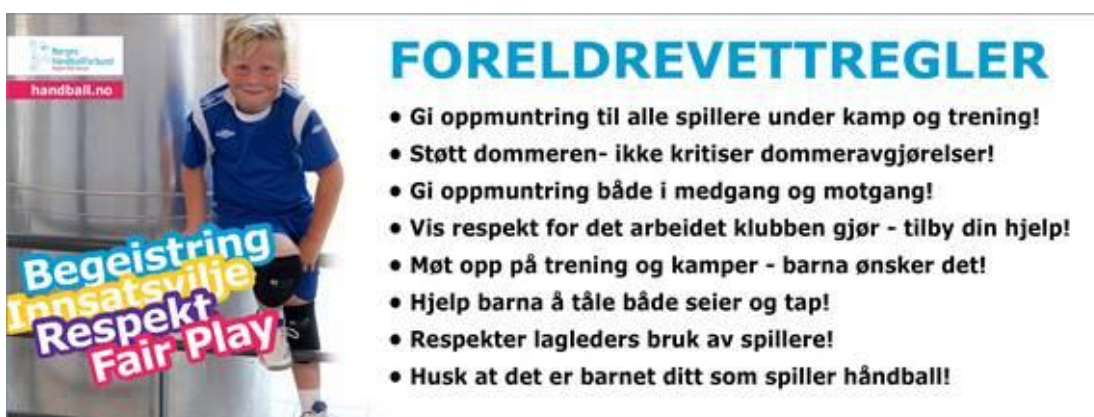 Norges
Håndballforbund
handball.no
Begeistring
Innsatsvilje
Respekt
Fair Play
FORELDREVETTREGLER
• Gi oppmuntring til alle spillere under kamp og trening!
• Støtt dommeren- ikke kritiser dommeravgjørelser!
• Gi oppmuntring både i medgang og motgang!
• Vis respekt for det arbeidet klubben gjør - tilby din hjelp!
• Møt opp på trening og kamper - barna ønsker det!
• Hjelp barna å tåle både seier og tap!
• Respekter lagleders bruk av spillere!
• Husk at det er barnet ditt som spiller håndball!